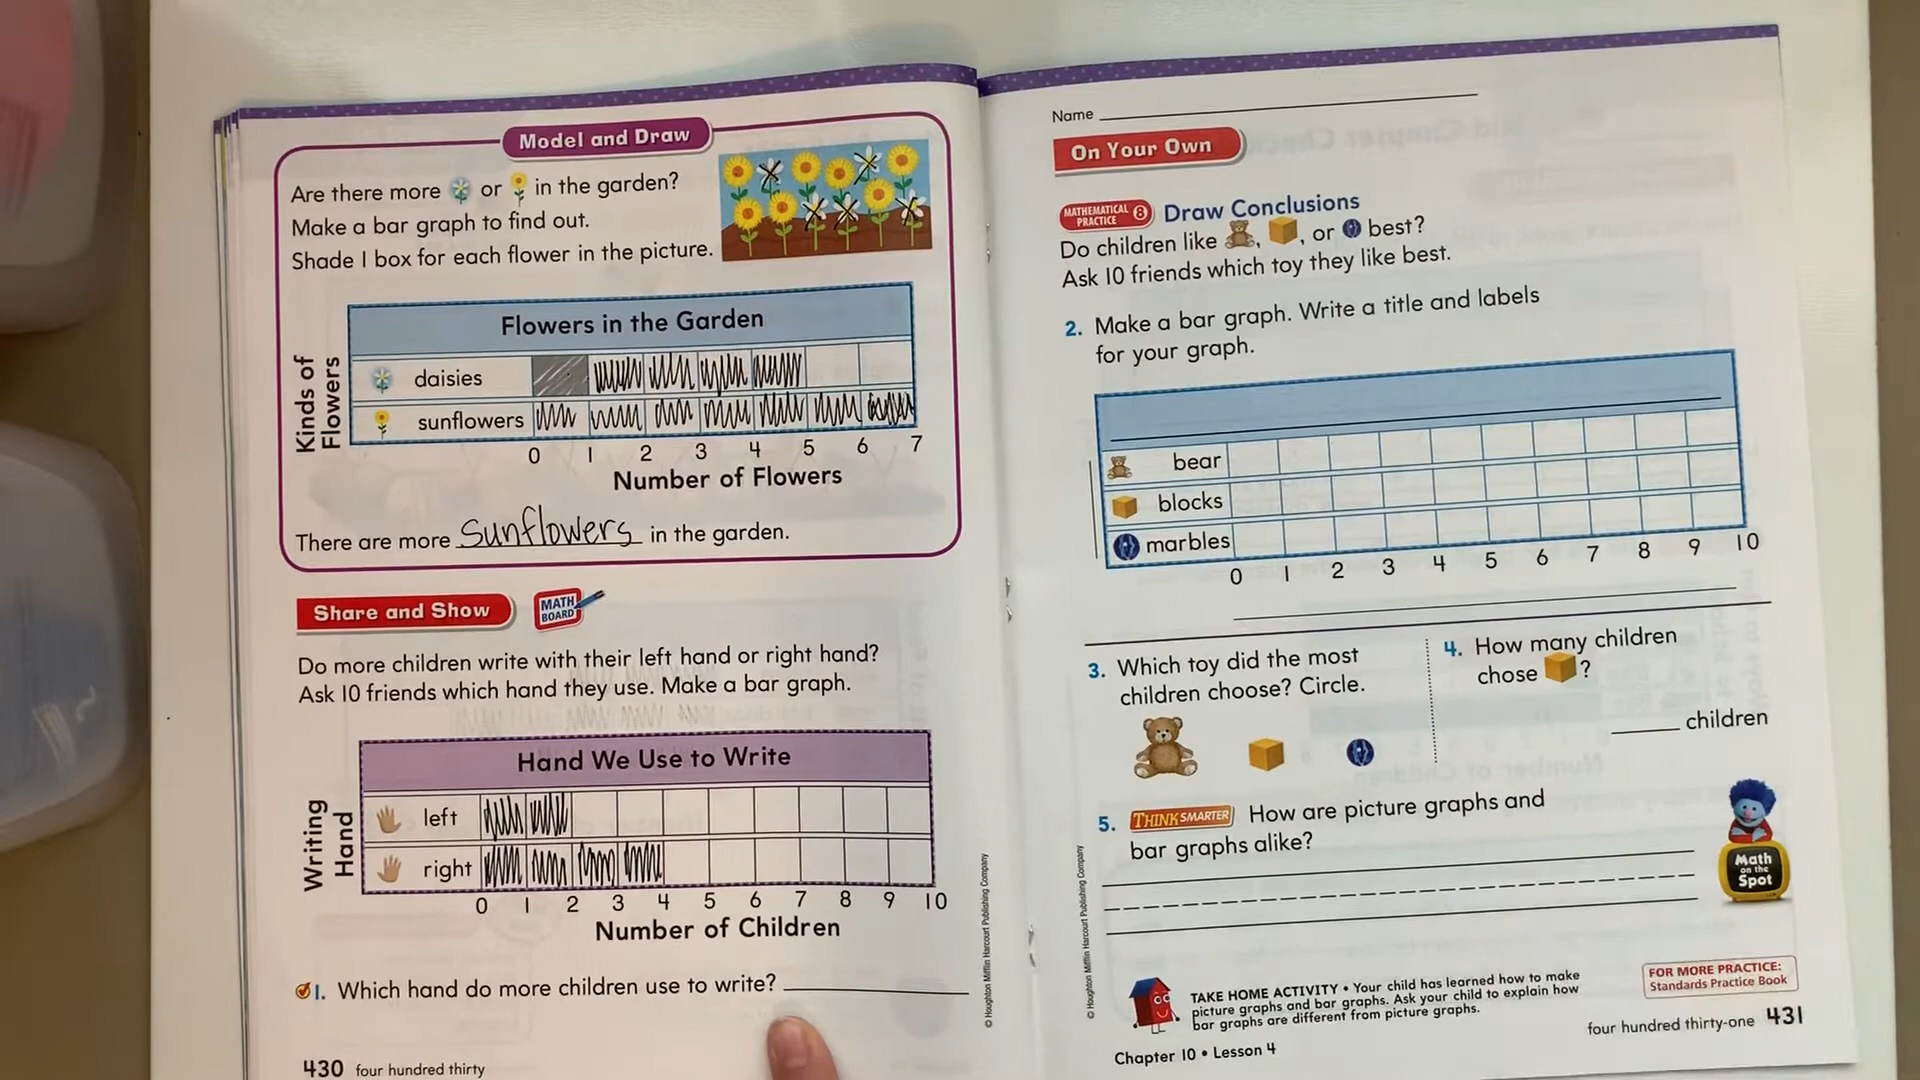 Model and Draw
Are there more or in the garden?
Make a bar graph to find out.
Shade 1 box for each flower in the picture.
Flowers in the Garden
Kinds of
Flowers
daisies
sunflowers
0 1 2 3 4 5 6 7
Number of Flowers
There are more Sunflowers in the garden.
Share and Show
MATH
BOARD
Do more children write with their left hand or right hand?
Ask 10 friends which hand they use. Make a bar graph.
Hand We Use to Write
Writing
Hand
left
right
0 1 2 3 4 5 6 7 8 9 10
Number of Children
1. Which hand do more children use to write?
© Houghton Mifflin Harcourt Publishing Company
430 four hundred thirty
Name
On Your Own
MATHEMATICAL
PRACTICE 8
Draw Conclusions
Do children like , , or best?
Ask 10 friends which toy they like best.
2. Make a bar graph. Write a title and labels
for your graph.
bear
blocks
marbles
0 1 2 3 4 5 6 7 8 9 10
3. Which toy did the most
children choose? Circle.
4. How many children
chose ?
children
5. THINK SMARTER How are picture graphs and
bar graphs alike?
Math
on the
Spot
© Houghton Mifflin Harcourt Publishing Company
TAKE HOME ACTIVITY • Your child has learned how to make
picture graphs and bar graphs. Ask your child to explain how
bar graphs are different from picture graphs.
FOR MORE PRACTICE:
Standards Practice Book
Chapter 10 • Lesson 4
four hundred thirty-one 431